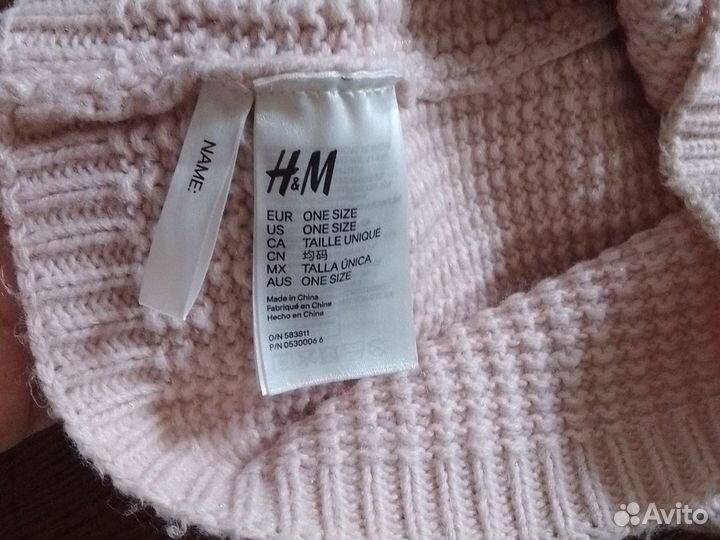 NAME:
H&M
EUR ONE SIZE
US ONE SIZE
CA TAILLE UNIQUE
CN 均码
MX TALLA ÚNICA
AUS ONE SIZE
Made in China
Fabriqué en Chine
Hecho en China
O/N 583811
P/N 0530006 6
Avito